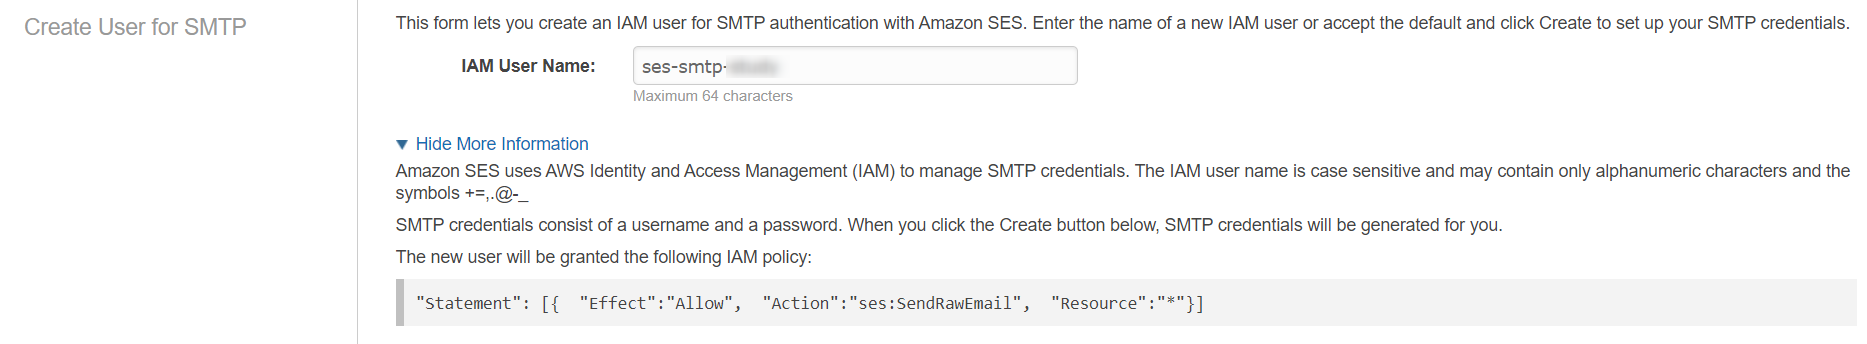 Create User for SMTP
This form lets you create an IAM user for SMTP authentication with Amazon SES. Enter the name of a new IAM user or accept the default and click Create to set up your SMTP credentials.
IAM User Name:
ses-smtp-
Maximum 64 characters
▼ Hide More Information
Amazon SES uses AWS Identity and Access Management (IAM) to manage SMTP credentials. The IAM user name is case sensitive and may contain only alphanumeric characters and the
symbols +=,.@-_
SMTP credentials consist of a username and a password. When you click the Create button below, SMTP credentials will be generated for you.
The new user will be granted the following IAM policy:
"Statement": [{  "Effect":"Allow",  "Action":"ses:SendRawEmail",  "Resource":"*"}]